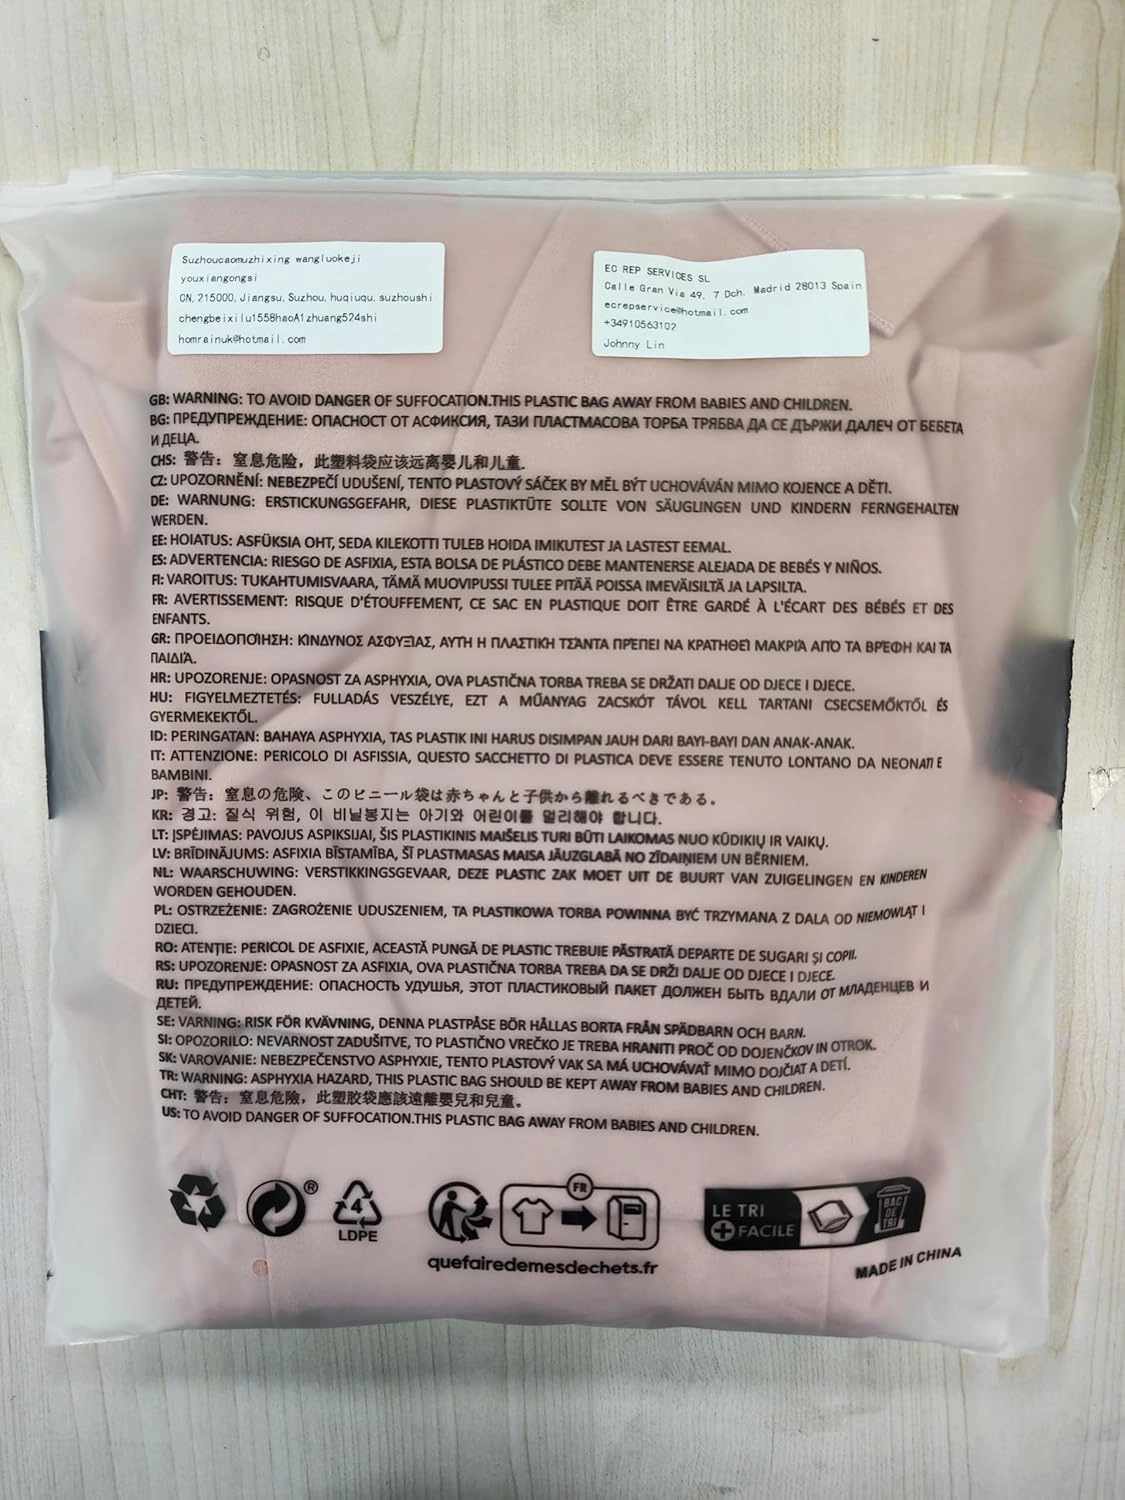 Suzhoucaomuzhixing wangluokeji
youxiangongsi
CN, 215000, Jiangsu, Suzhou, huqiuqu, suzhoushi
chengbeixilu1558haoA1zhuang524shi
homrainuk@hotmail.com
EC REP SERVICES SL
Calle Gran Via 49, 7 Dch. Madrid 28013 Spain
ecrepservice@hotmail.com
+34910563102
Johnny Lin
GB: WARNING: TO AVOID DANGER OF SUFFOCATION.THIS PLASTIC BAG AWAY FROM BABIES AND CHILDREN.
BG: ПРЕДУПРЕЖДЕНИЕ: ОПАСНОСТ ОТ АСФИКСИЯ, ТАЗИ ПЛАСТМАСОВА ТОРБА ТРЯБВА ДА СЕ ДЪРЖИ ДАЛЕЧ ОТ БЕБЕТА
И ДЕЦА.
CHS: 警告：窒息危险，此塑料袋应该远离婴儿和儿童.
CZ: UPOZORNĚNÍ: NEBEZPEČÍ UDUŠENÍ, TENTO PLASTOVÝ SÁČEK BY MĚL BÝT UCHOVÁVÁN MIMO KOJENCE A DĚTI.
DE: WARNUNG: ERSTICKUNGSGEFAHR, DIESE PLASTIKTÜTE SOLLTE VON SÄUGLINGEN UND KINDERN FERNGEHALTEN
WERDEN.
EE: HOIATUS: ASFÜKSIA OHT, SEDA KILEKOTTI TULEB HOIDA IMIKUTEST JA LASTEST EEMAL.
ES: ADVERTENCIA: RIESGO DE ASFIXIA, ESTA BOLSA DE PLÁSTICO DEBE MANTENERSE ALEJADA DE BEBÉS Y NIÑOS.
FI: VAROITUS: TUKAHTUMISVAARA, TÄMÄ MUOVIPUSSI TULEE PITÄÄ POISSA IMEVÄISILTÄ JA LAPSILTA.
FR: AVERTISSEMENT: RISQUE D'ÉTOUFFEMENT, CE SAC EN PLASTIQUE DOIT ÊTRE GARDÉ À L'ÉCART DES BÉBÉS ET DES
ENFANTS.
GR: ΠΡΟΕΙΔΟΠΟΊΗΣΗ: ΚΊΝΔΥΝΟΣ ΑΣΦΥΞΊΑΣ, ΑΥΤΉ Η ΠΛΑΣΤΙΚΉ ΤΣΆΝΤΑ ΠΡΈΠΕΙ ΝΑ ΚΡΑΤΗΘΕΊ ΜΑΚΡΙΆ ΑΠΌ ΤΑ ΒΡΈΦΗ ΚΑΙ ΤΑ
ΠΑΙΔΙΆ.
HR: UPOZORENJE: OPASNOST ZA ASPHYXIA, OVA PLASTIČNA TORBA TREBA SE DRŽATI DALJE OD DJECE I DJECE.
HU: FIGYELMEZTETÉS: FULLADÁS VESZÉLYE, EZT A MŰANYAG ZACSKÓT TÁVOL KELL TARTANI CSECSEMŐKTŐL ÉS
GYERMEKEKTŐL.
ID: PERINGATAN: BAHAYA ASPHYXIA, TAS PLASTIK INI HARUS DISIMPAN JAUH DARI BAYI-BAYI DAN ANAK-ANAK.
IT: ATTENZIONE: PERICOLO DI ASFISSIA, QUESTO SACCHETTO DI PLASTICA DEVE ESSERE TENUTO LONTANO DA NEONATI E
BAMBINI.
JP: 警告：窒息の危険、このビニール袋は赤ちゃんと子供から離れるべきである。
KR: 경고: 질식 위험, 이 비닐봉지는 아기와 어린이를 멀리해야 합니다.
LT: ĮSPĖJIMAS: PAVOJUS ASPIKSIJAI, ŠIS PLASTIKINIS MAIŠELIS TURI BŪTI LAIKOMAS NUO KŪDIKIŲ IR VAIKŲ.
LV: BRĪDINĀJUMS: ASFIXIA BĪSTAMĪBA, ŠĪ PLASTMASAS MAISA JĀUZGLABĀ NO ZĪDAIŅIEM UN BĒRNIEM.
NL: WAARSCHUWING: VERSTIKKINGSGEVAAR, DEZE PLASTIC ZAK MOET UIT DE BUURT VAN ZUIGELINGEN EN KINDEREN
WORDEN GEHOUDEN.
PL: OSTRZEŻENIE: ZAGROŻENIE UDUSZENIEM, TA PLASTIKOWA TORBA POWINNA BYĆ TRZYMANA Z DALA OD NIEMOWLĄT I
DZIECI.
RO: ATENȚIE: PERICOL DE ASFIXIE, ACEASTĂ PUNGĂ DE PLASTIC TREBUIE PĂSTRATĂ DEPARTE DE SUGARI ȘI COPII.
RS: UPOZORENJE: OPASNOST ZA ASFIXIA, OVA PLASTIČNA TORBA TREBA DA SE DRŽI DALJE OD DJECE I DJECE.
RU: ПРЕДУПРЕЖДЕНИЕ: ОПАСНОСТЬ УДУШЬЯ, ЭТОТ ПЛАСТИКОВЫЙ ПАКЕТ ДОЛЖЕН БЫТЬ ВДАЛИ ОТ МЛАДЕНЦЕВ И
ДЕТЕЙ.
SE: VARNING: RISK FÖR KVÄVNING, DENNA PLASTPÅSE BÖR HÅLLAS BORTA FRÅN SPÄDBARN OCH BARN.
SI: OPOZORILO: NEVARNOST ZADUŠITVE, TO PLASTIČNO VREČKO JE TREBA HRANITI PROČ OD DOJENČKOV IN OTROK.
SK: VAROVANIE: NEBEZPEČENSTVO ASPHYXIE, TENTO PLASTOVÝ VAK SA MÁ UCHOVÁVAŤ MIMO DOJČIAT A DETÍ.
TR: WARNING: ASPHYXIA HAZARD, THIS PLASTIC BAG SHOULD BE KEPT AWAY FROM BABIES AND CHILDREN.
CHT: 警告：窒息危險，此塑胶袋應該遠離嬰兒和兒童。
US: TO AVOID DANGER OF SUFFOCATION.THIS PLASTIC BAG AWAY FROM BABIES AND CHILDREN.
®
4
LDPE
FR
quefairedemesdechets.fr
LE TRI
+ FACILE
BAC
DE
TRI
MADE IN CHINA